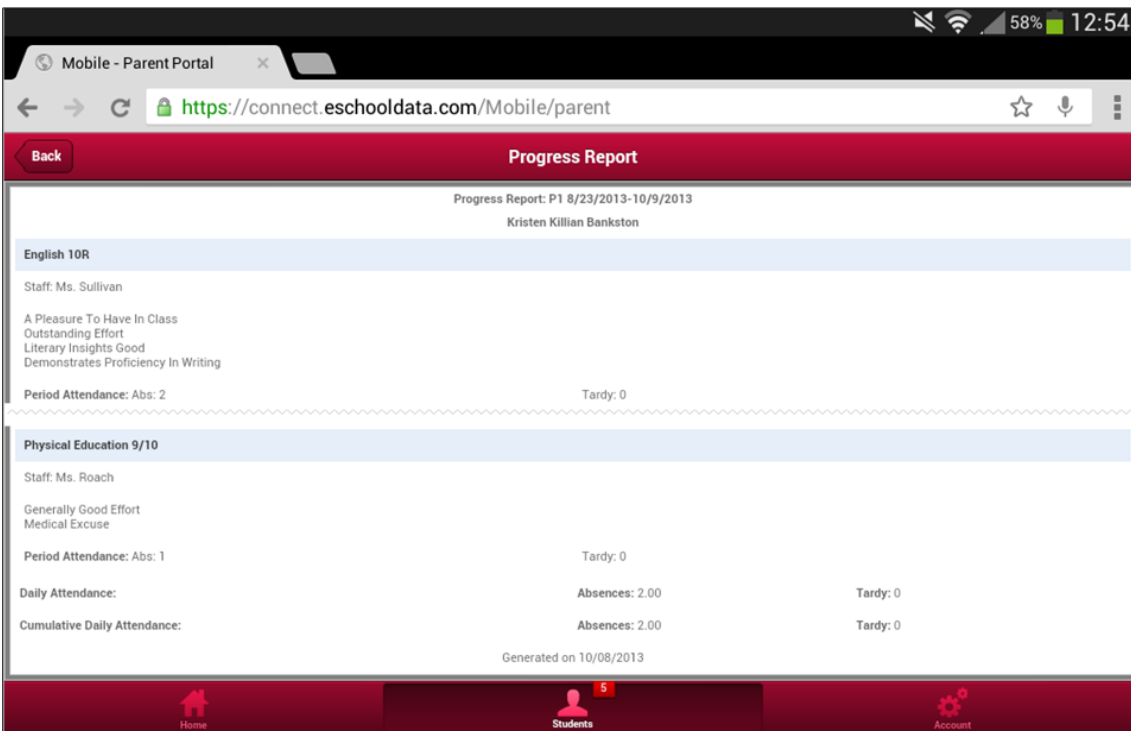 58% 12:54
Mobile - Parent Portal
https://connect.eschooldata.com/Mobile/parent
Back
Progress Report
Progress Report: P1 8/23/2013-10/9/2013
Kristen Killian Bankston
English 10R
Staff: Ms. Sullivan
A Pleasure To Have In Class
Outstanding Effort
Literary Insights Good
Demonstrates Proficiency In Writing
Period Attendance: Abs: 2 Tardy: 0
Physical Education 9/10
Staff: Ms. Roach
Generally Good Effort
Medical Excuse
Period Attendance: Abs: 1 Tardy: 0
Daily Attendance: Absences: 2.00 Tardy: 0
Cumulative Daily Attendance: Absences: 2.00 Tardy: 0
Generated on 10/08/2013
5
Home Students Account